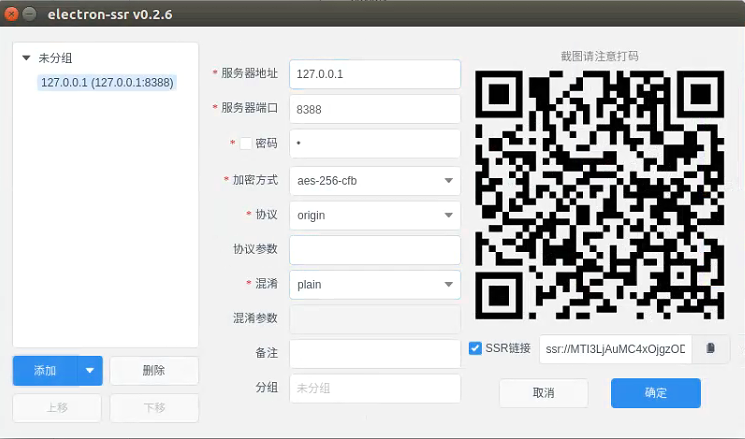 electron-ssr v0.2.6
未分组
127.0.0.1 (127.0.0.1:8388)
添加
删除
上移
下移
* 服务器地址
127.0.0.1
* 服务器端口
8388
* 密码
•
* 加密方式
aes-256-cfb
* 协议
origin
协议参数
* 混淆
plain
混淆参数
备注
分组
未分组
截图请注意打码
SSR链接
ssr://MTI3LjAuMC4xOjgzOD
取消
确定